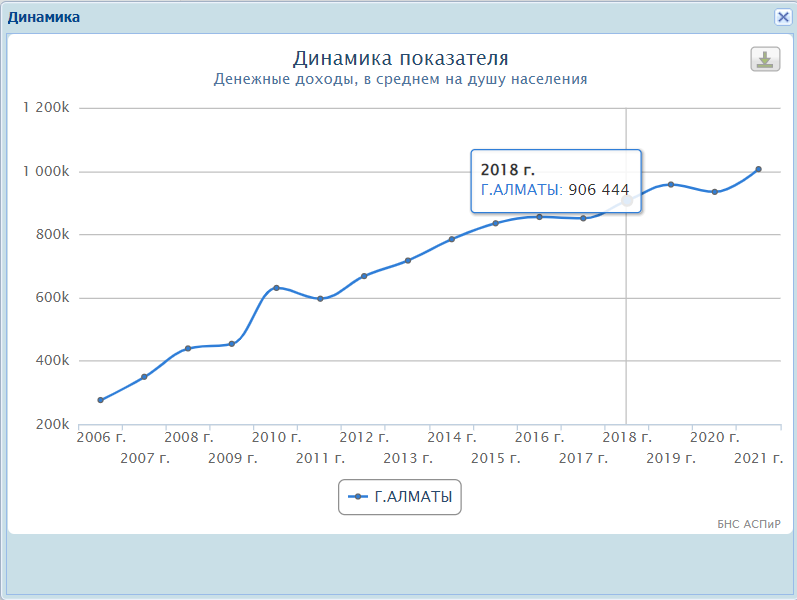 Динамика
Динамика показателя
Денежные доходы, в среднем на душу населения
1 200k
1 000k
800k
600k
400k
200k
2018 г.
Г.АЛМАТЫ: 906 444
2006 г. 2008 г. 2010 г. 2012 г. 2014 г. 2016 г. 2018 г. 2020 г.
2007 г. 2009 г. 2011 г. 2013 г. 2015 г. 2017 г. 2019 г. 2021 г.
Г.АЛМАТЫ
БНС АСПиР